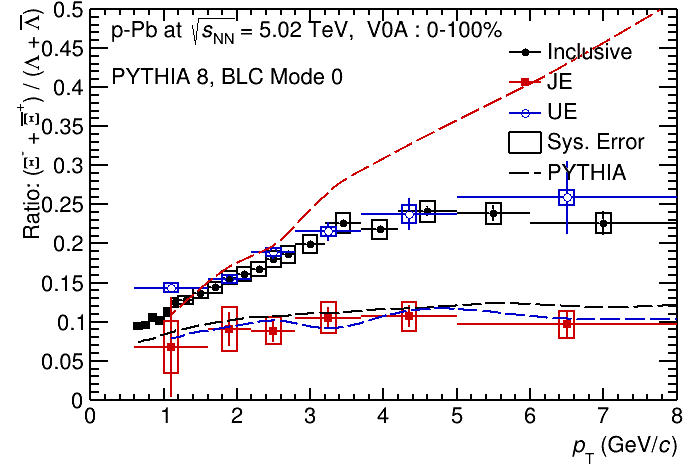 p-Pb at √sNN = 5.02 TeV, V0A : 0-100%
PYTHIA 8, BLC Mode 0
Inclusive
JE
UE
Sys. Error
PYTHIA
Ratio: (Ξ⁻ + Ξ̅⁺) / (Λ + Λ̅)
0.5
0.45
0.4
0.35
0.3
0.25
0.2
0.15
0.1
0.05
0
0 1 2 3 4 5 6 7 8
pT (GeV/c)